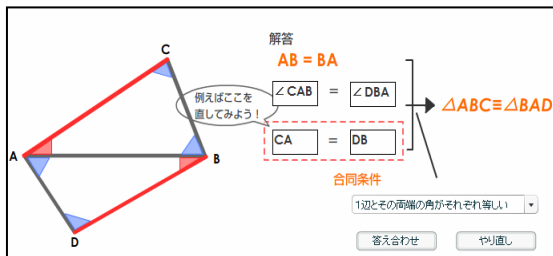 解答
AB = BA
∠CAB = ∠DBA
例えばここを
直してみよう！
CA = DB
△ABC≡△BAD
合同条件
1辺とその両端の角がそれぞれ等しい
答え合わせ
やり直し
C
A
B
D